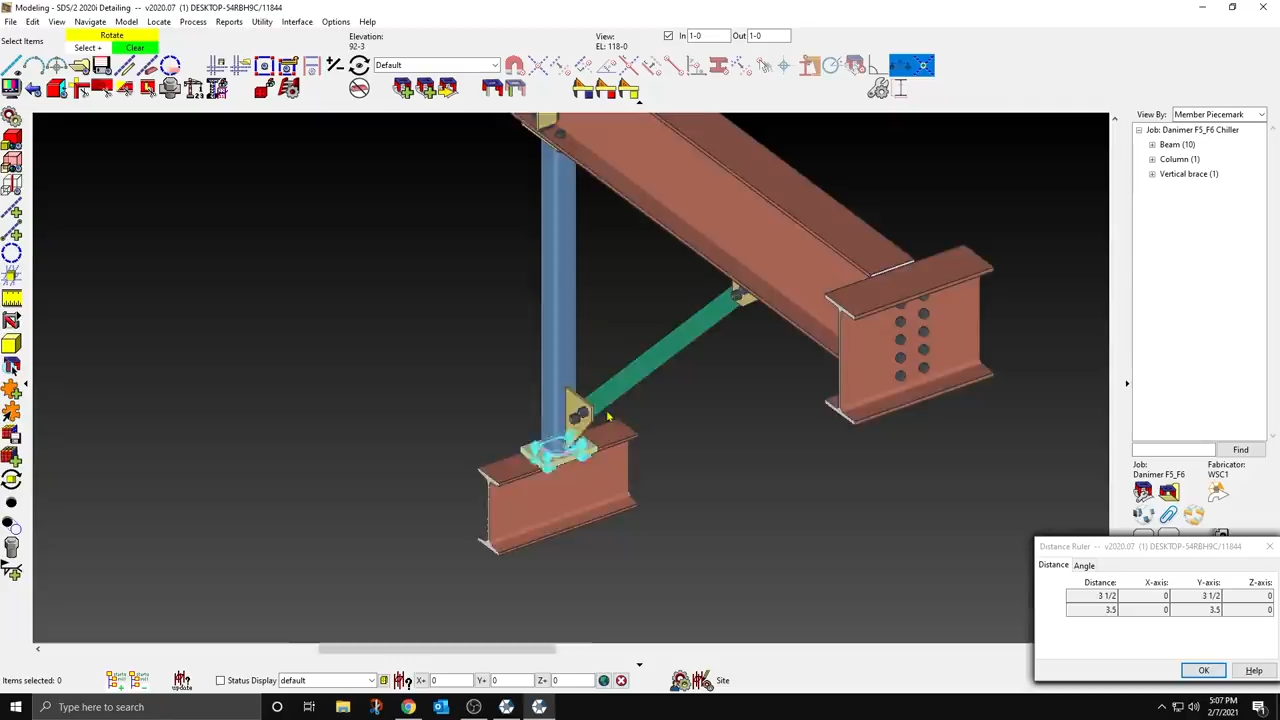 Modeling - SDS/2 2020i Detailing -- v2020.07 (1) DESKTOP-54RBH9C/11844
File Edit View Navigate Model Locate Process Reports Utility Interface Options Help
Select Items
Rotate
Select + Clear
Elevation:
92-3
View:
EL: 118-0
In 1-0 Out 1-0
Default
View By: Member Piecemark
Job: Danimer F5_F6 Chiller
Beam (10)
Column (1)
Vertical brace (1)
Find
Job:
Danimer F5_F6
Fabricator:
WSC1
Distance Ruler -- v2020.07 (1) DESKTOP-54RBH9C/11844
Distance Angle
Distance: X-axis: Y-axis: Z-axis:
3 1/2 0 3 1/2 0
3.5 0 3.5 0
OK Help
Items selected: 0
update
Status Display default
X+ 0 Y+ 0 Z+ 0
Site
Type here to search
5:07 PM
2/7/2021